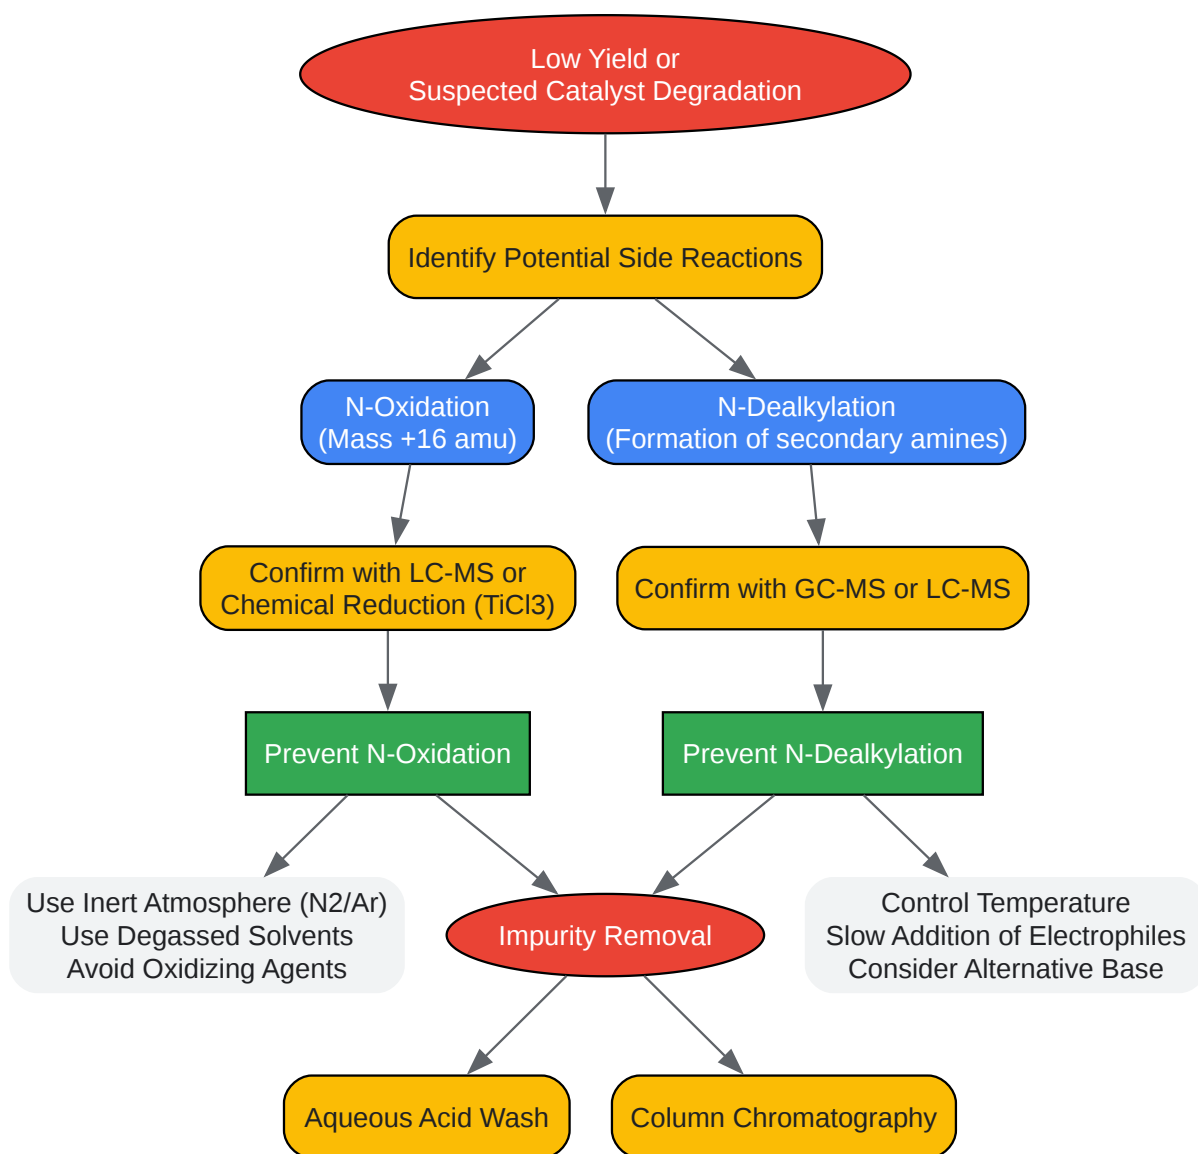 Low Yield or
Suspected Catalyst Degradation
Identify Potential Side Reactions
N-Oxidation
(Mass +16 amu)
N-Dealkylation
(Formation of secondary amines)
Confirm with LC-MS or
Chemical Reduction (TiCl3)
Confirm with GC-MS or LC-MS
Prevent N-Oxidation
Prevent N-Dealkylation
Use Inert Atmosphere (N2/Ar)
Use Degassed Solvents
Avoid Oxidizing Agents
Impurity Removal
Control Temperature
Slow Addition of Electrophiles
Consider Alternative Base
Aqueous Acid Wash
Column Chromatography